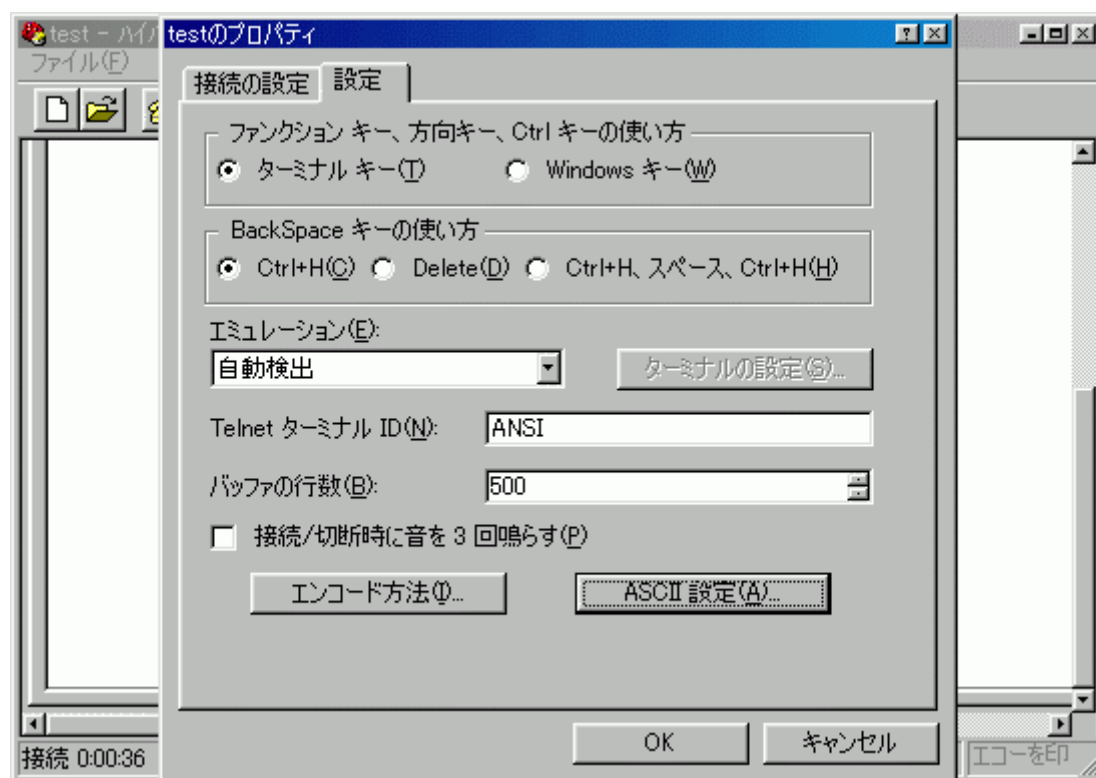 test - ハイパ
testのプロパティ
ファイル(F)
接続の設定 設定
ファンクション キー、方向キー、Ctrl キーの使い方
ターミナル キー(T) Windows キー(W)
BackSpace キーの使い方
Ctrl+H(C) Delete(D) Ctrl+H、スペース、Ctrl+H(H)
エミュレーション(E):
自動検出 ターミナルの設定(S)...
Telnet ターミナル ID(N): ANSI
バッファの行数(B): 500
接続/切断時に音を 3 回鳴らす(P)
エンコード方法(I)... ASCII 設定(A)...
OK キャンセル
接続 0:00:36 エコーを印